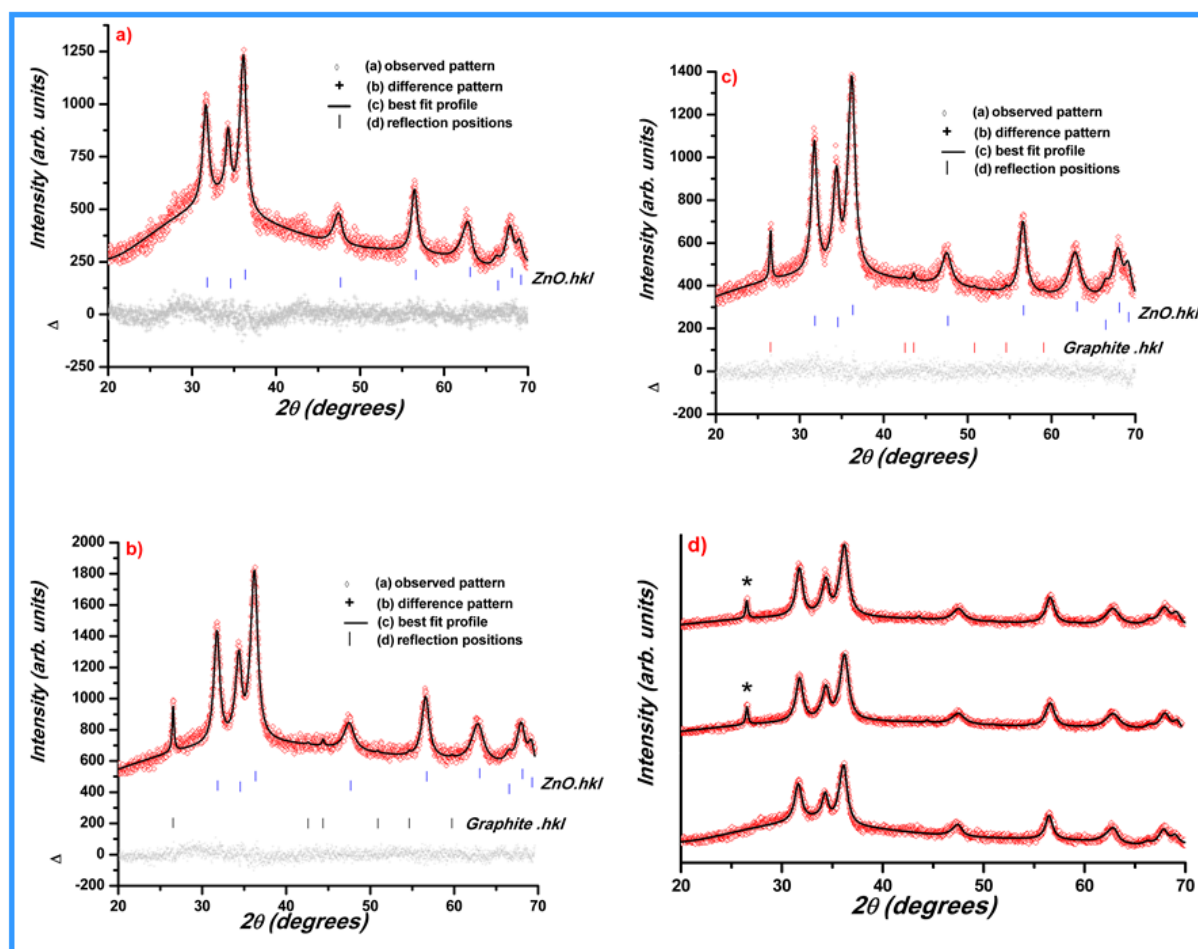 a)
1250
1000
750
500
250
0
-250
Intensity (arb. units)
Δ
(a) observed pattern
(b) difference pattern
(c) best fit profile
(d) reflection positions
ZnO.hkl
20 30 40 50 60 70
2θ (degrees)
c)
1400
1200
1000
800
600
400
200
0
-200
Intensity (arb. units)
Δ
(a) observed pattern
(b) difference pattern
(c) best fit profile
(d) reflection positions
ZnO.hkl
Graphite .hkl
20 30 40 50 60 70
2θ (degrees)
b)
2000
1800
1600
1400
1200
1000
800
600
400
200
0
-200
Intensity (arb. units)
Δ
(a) observed pattern
(b) difference pattern
(c) best fit profile
(d) reflection positions
ZnO.hkl
Graphite .hkl
20 30 40 50 60 70
2θ (degrees)
d)
Intensity (arb. units)
*
*
20 30 40 50 60 70
2θ (degrees)